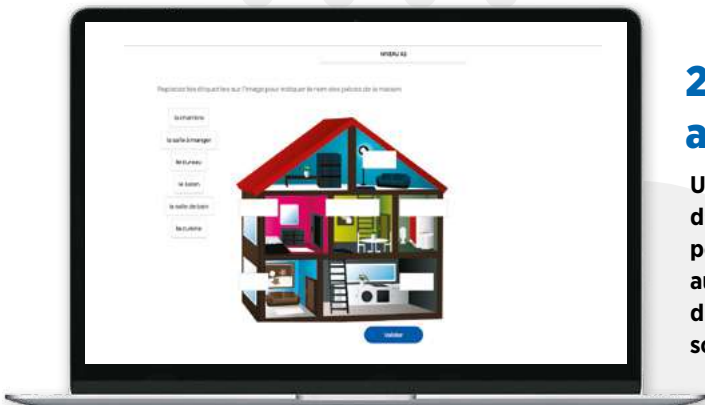 NIVEAU A2
Replacez les étiquettes sur l'image pour indiquer le nom des pièces de la maison.
la chambre
la salle à manger
le bureau
le salon
la salle de bain
la cuisine
Valider
2
a
U
d
p
a
d
s